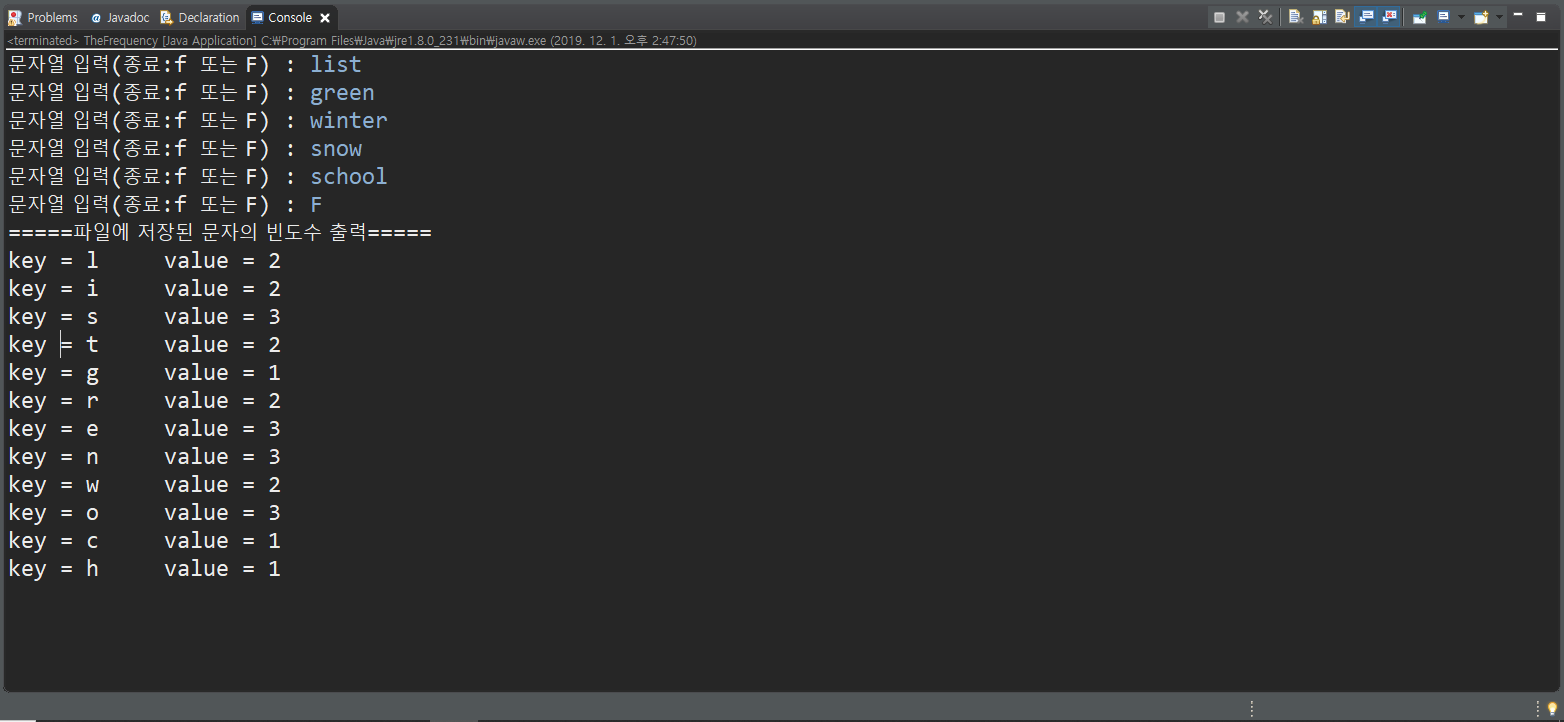 Problems Javadoc Declaration Console
<terminated> TheFrequency [Java Application] C:₩Program Files₩Java₩jre1.8.0_231₩bin₩javaw.exe (2019. 12. 1. 오후 2:47:50)
문자열 입력(종료:f 또는 F) : list
문자열 입력(종료:f 또는 F) : green
문자열 입력(종료:f 또는 F) : winter
문자열 입력(종료:f 또는 F) : snow
문자열 입력(종료:f 또는 F) : school
문자열 입력(종료:f 또는 F) : F
=====파일에 저장된 문자의 빈도수 출력=====
key = l     value = 2
key = i     value = 2
key = s     value = 3
key = t     value = 2
key = g     value = 1
key = r     value = 2
key = e     value = 3
key = n     value = 3
key = w     value = 2
key = o     value = 3
key = c     value = 1
key = h     value = 1